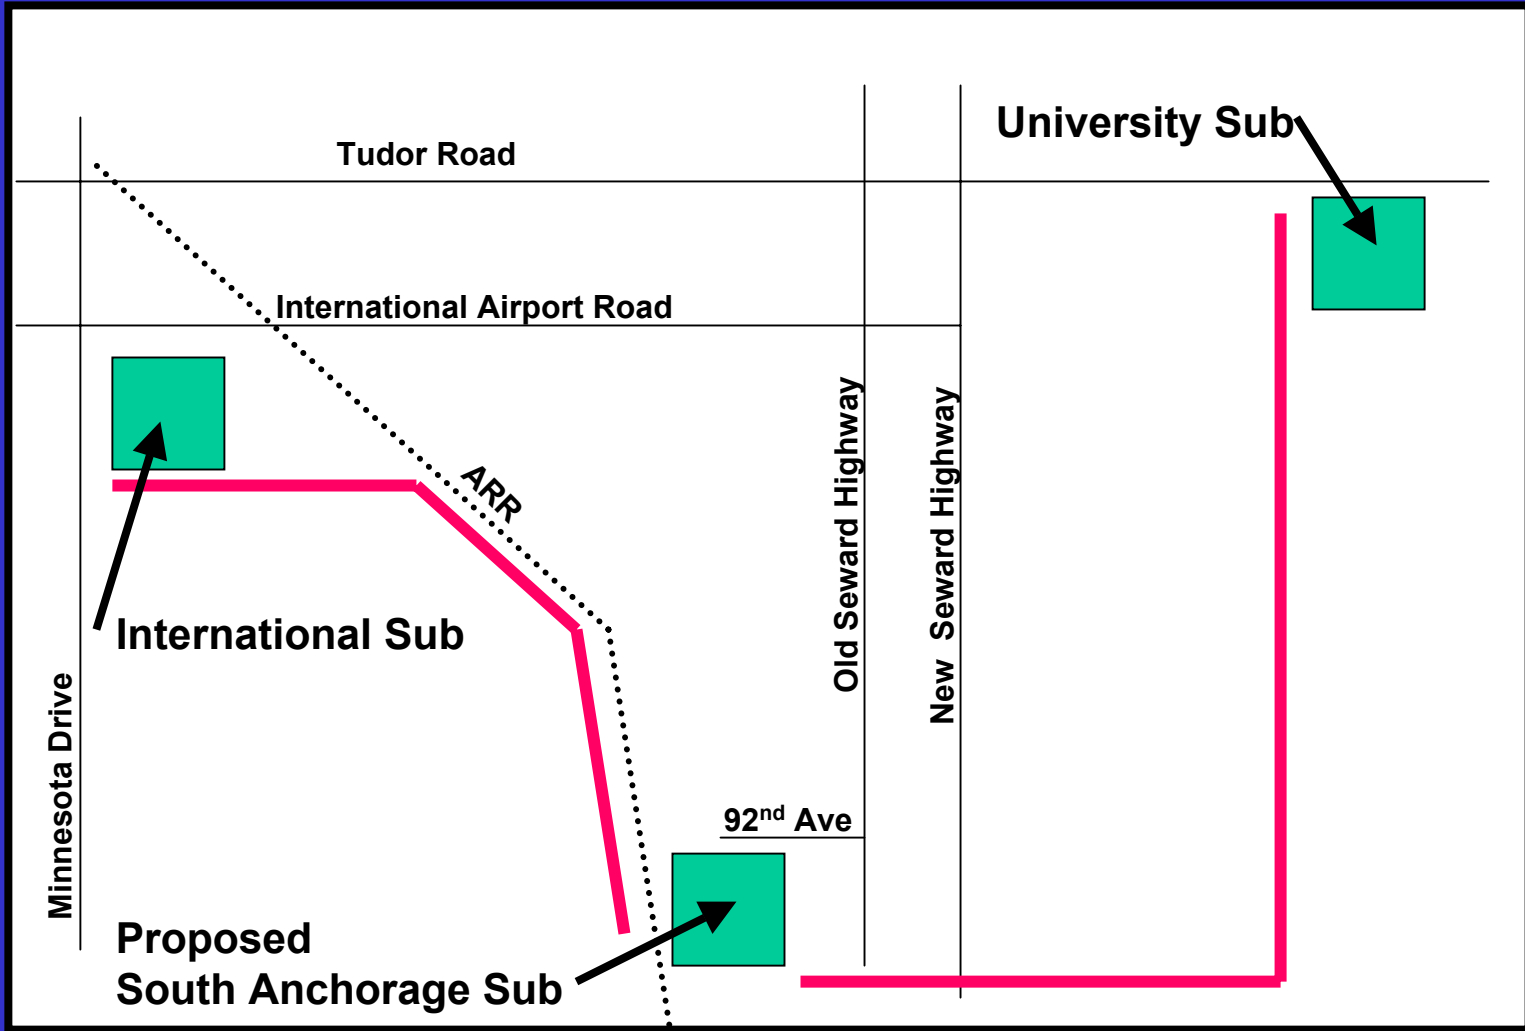 University Sub
Tudor Road
International Airport Road
ARR
Old Seward Highway
New Seward Highway
International Sub
Minnesota Drive
92nd Ave
Proposed
South Anchorage Sub